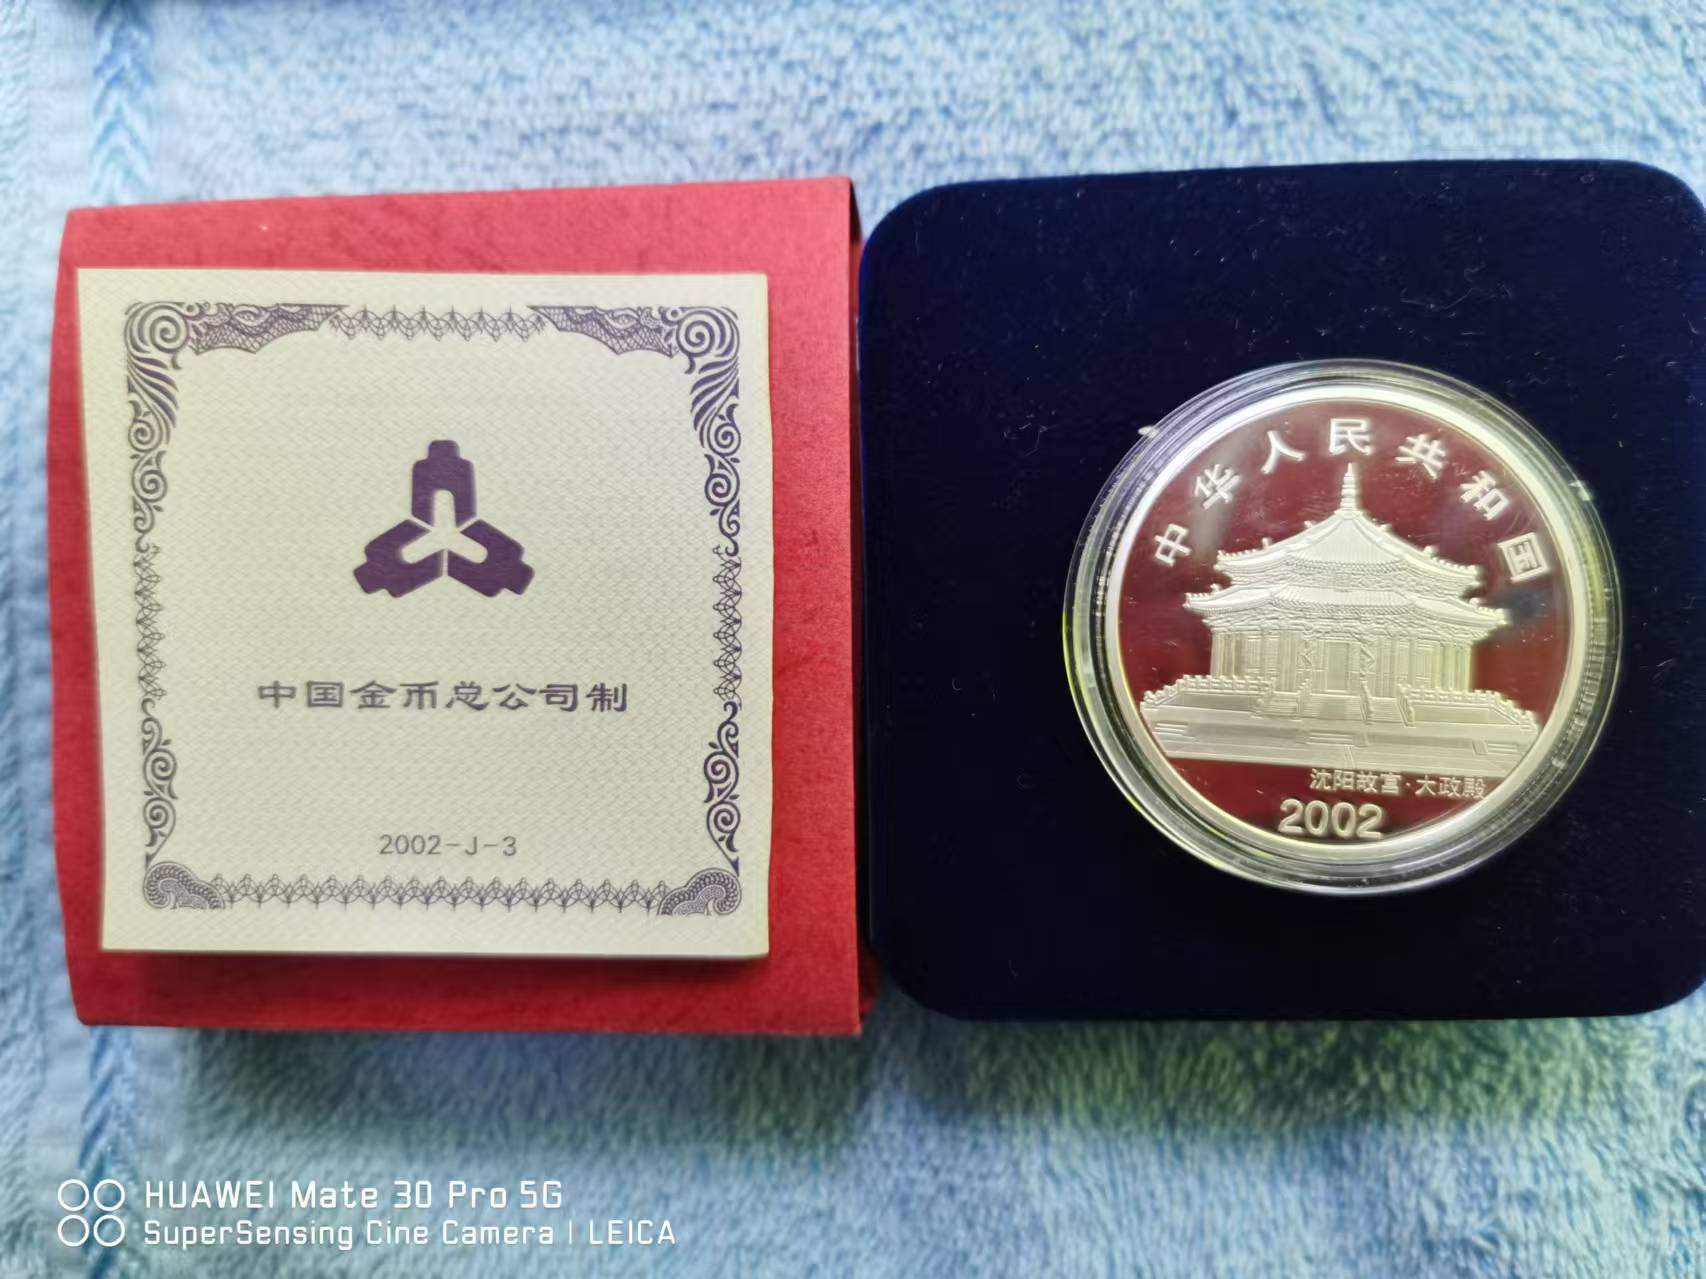 中国金币总公司制
2002-J-3
中华人民共和国
沈阳故宫·大政殿
2002
HUAWEI Mate 30 Pro 5G
SuperSensing Cine Camera | LEICA